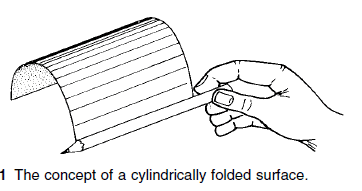 1 The concept of a cylindrically folded surface.